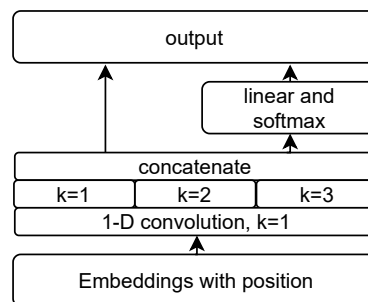 output
linear and
softmax
concatenate
k=1 k=2 k=3
1-D convolution, k=1
Embeddings with position